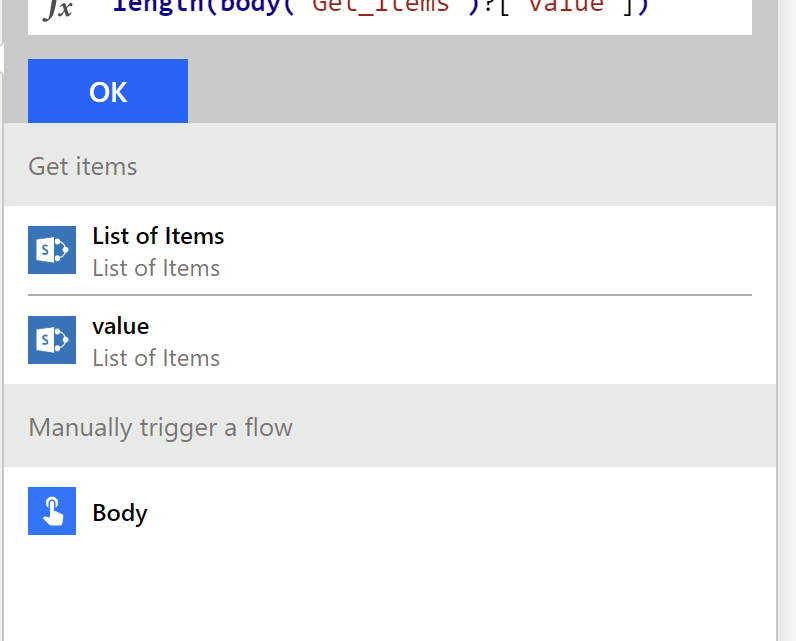 fx length(body('Get_items')?['value'])
OK
Get items
List of Items
List of Items
value
List of Items
Manually trigger a flow
Body